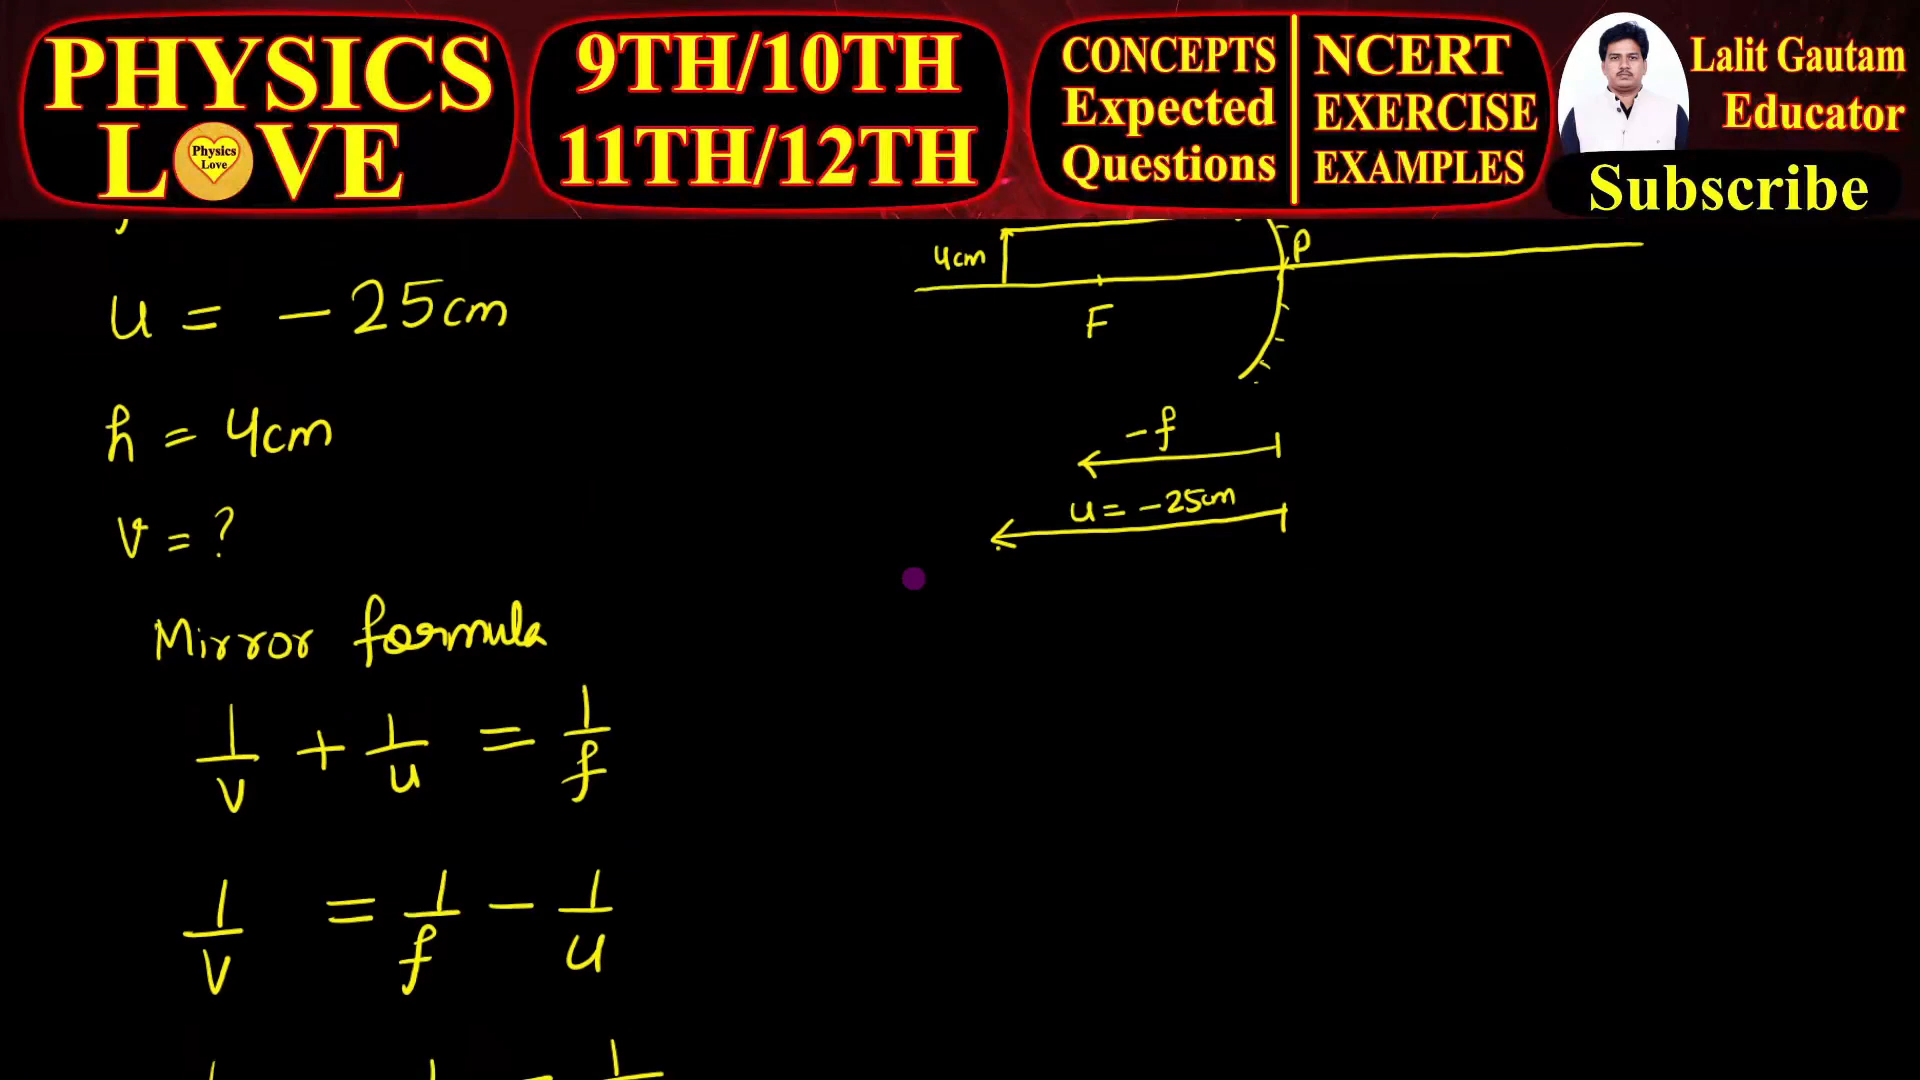 PHYSICS
LOVE
Physics
Love
9TH/10TH
11TH/12TH
CONCEPTS
Expected
Questions
NCERT
EXERCISE
EXAMPLES
Lalit Gautam
Educator
Subscribe
u = - 25cm
h = 4cm
v = ?
Mirror formula
1/v + 1/u = 1/f
1/v = 1/f - 1/u
4cm
P
F
-f
u = -25cm